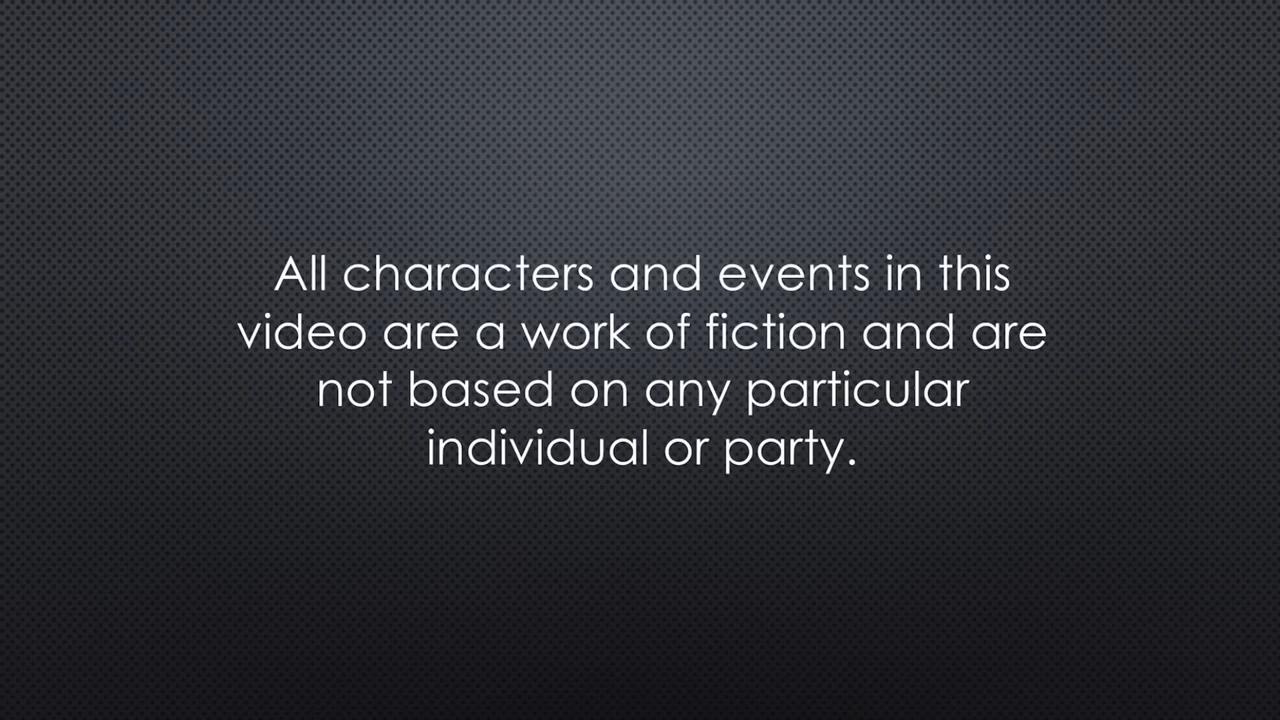 All characters and events in this
video are a work of fiction and are
not based on any particular
individual or party.